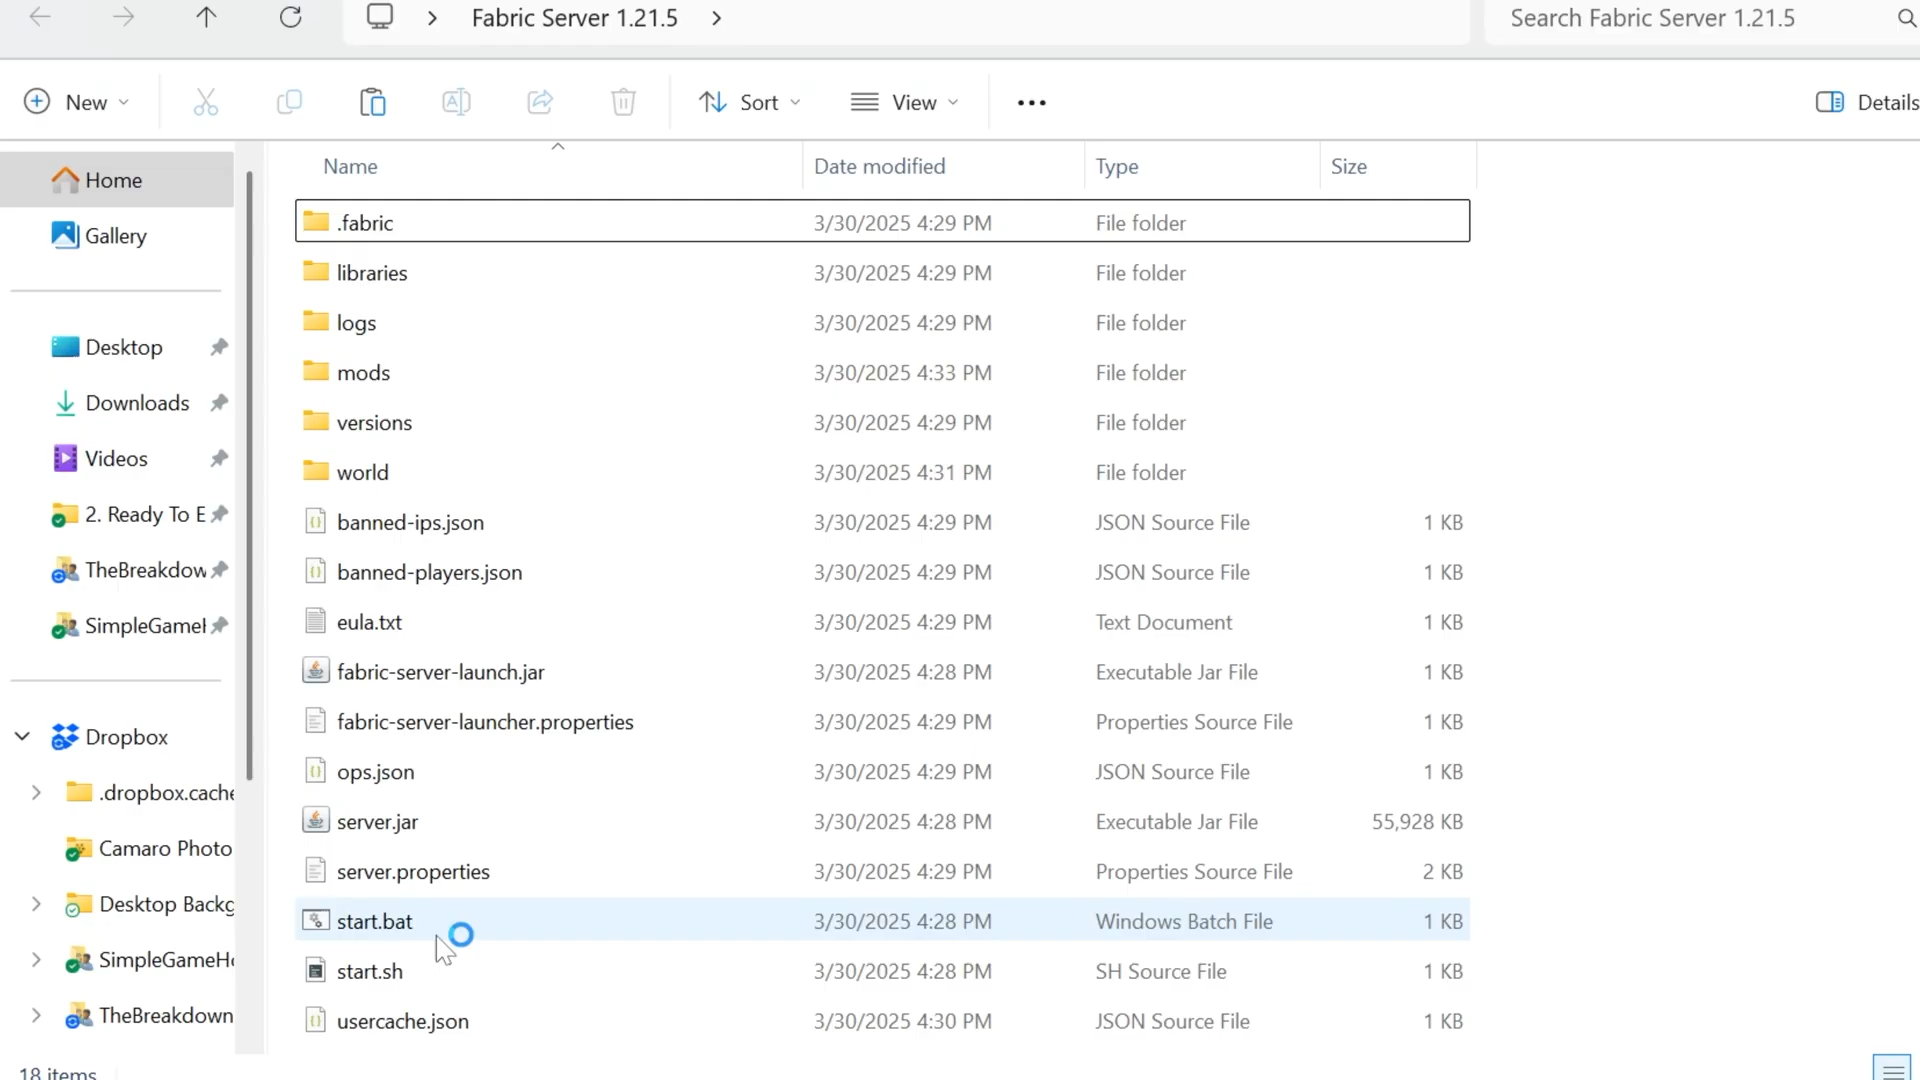 Fabric Server 1.21.5
Search Fabric Server 1.21.5
New
Sort
View
Details
Name
Date modified
Type
Size
Home
Gallery
Desktop
Downloads
Videos
2. Ready To E
TheBreakdow
SimpleGameH
Dropbox
.dropbox.cache
Camaro Photo
Desktop Backg
SimpleGameHo
TheBreakdown
.fabric 3/30/2025 4:29 PM File folder
libraries 3/30/2025 4:29 PM File folder
logs 3/30/2025 4:29 PM File folder
mods 3/30/2025 4:33 PM File folder
versions 3/30/2025 4:29 PM File folder
world 3/30/2025 4:31 PM File folder
banned-ips.json 3/30/2025 4:29 PM JSON Source File 1 KB
banned-players.json 3/30/2025 4:29 PM JSON Source File 1 KB
eula.txt 3/30/2025 4:29 PM Text Document 1 KB
fabric-server-launch.jar 3/30/2025 4:28 PM Executable Jar File 1 KB
fabric-server-launcher.properties 3/30/2025 4:29 PM Properties Source File 1 KB
ops.json 3/30/2025 4:29 PM JSON Source File 1 KB
server.jar 3/30/2025 4:28 PM Executable Jar File 55,928 KB
server.properties 3/30/2025 4:29 PM Properties Source File 2 KB
start.bat 3/30/2025 4:28 PM Windows Batch File 1 KB
start.sh 3/30/2025 4:28 PM SH Source File 1 KB
usercache.json 3/30/2025 4:30 PM JSON Source File 1 KB
18 items